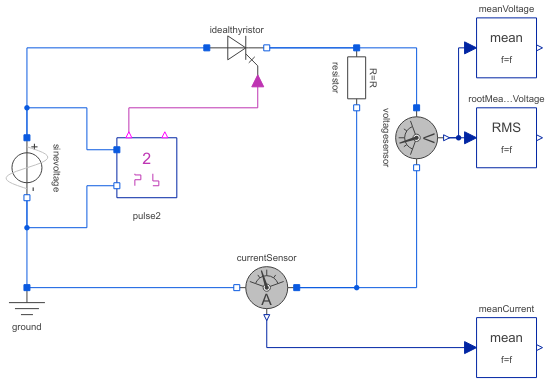 meanVoltage
mean
f=f
idealthyristor
R=R
resistor
rootMea...Voltage
RMS
f=f
voltagesensor
+
-
sinevoltage
2
pulse2
currentSensor
A
V
ground
meanCurrent
mean
f=f